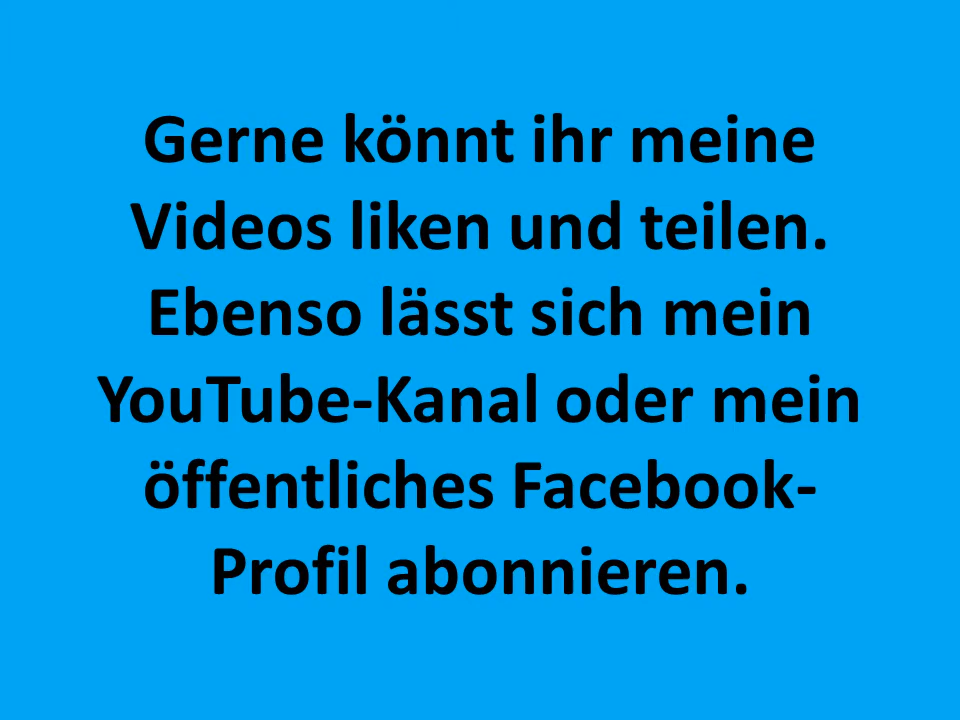 Gerne könnt ihr meine
Videos liken und teilen.
Ebenso lässt sich mein
YouTube-Kanal oder mein
öffentliches Facebook-
Profil abonnieren.